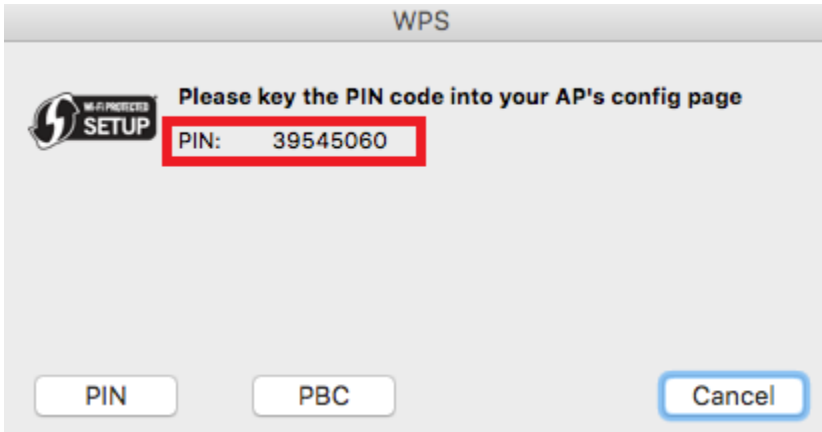 WPS
Please key the PIN code into your AP's config page
WI-FI PROTECTED
SETUP
PIN: 39545060
PIN PBC Cancel